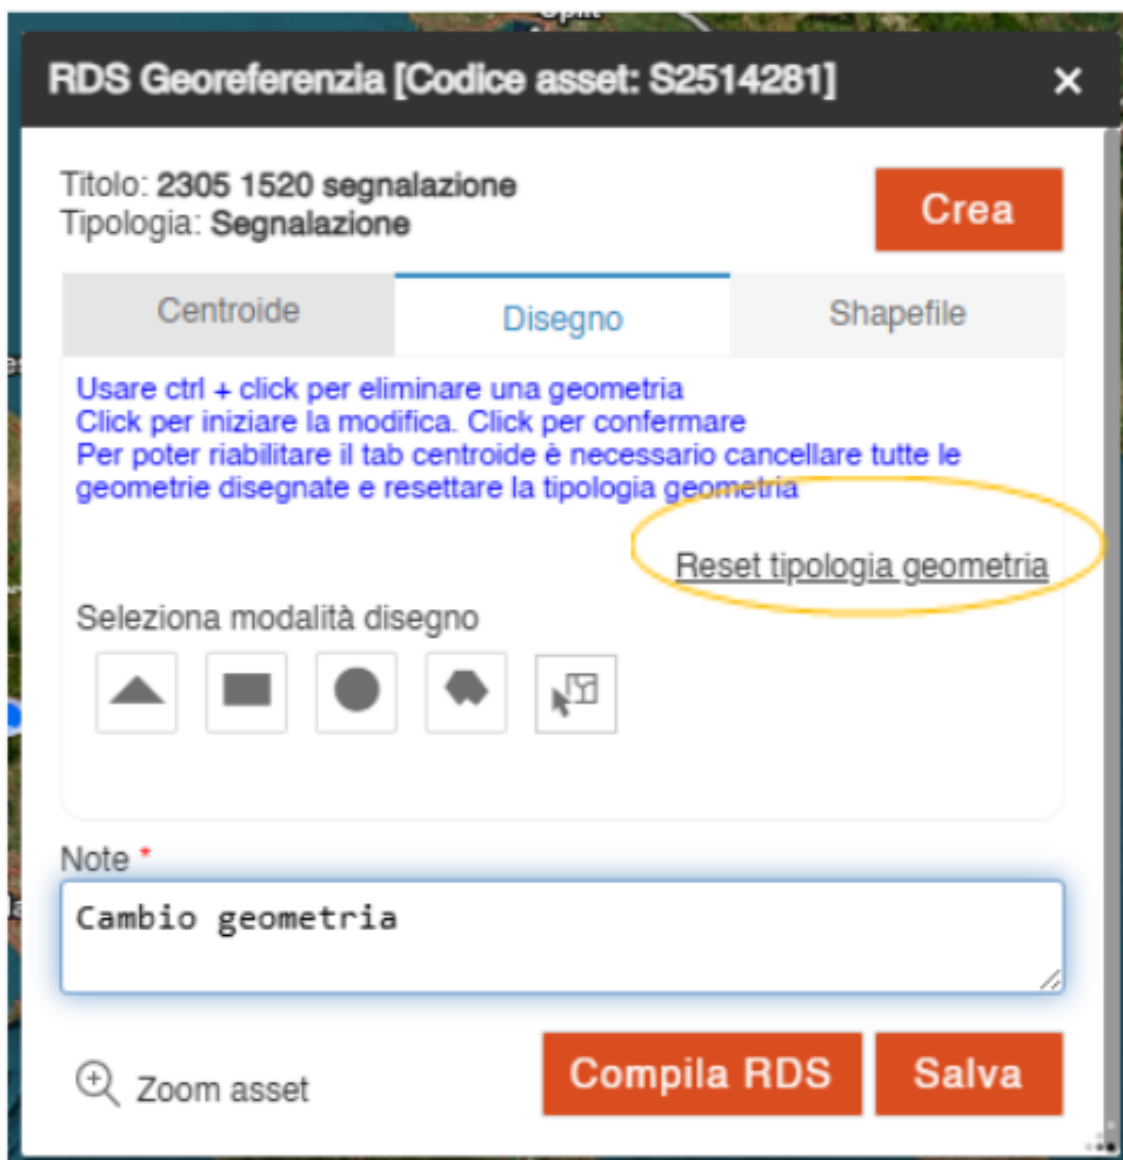 Split
RDS Georeferenzia [Codice asset: S2514281]
Titolo: 2305 1520 segnalazione
Tipologia: Segnalazione
Crea
Centroide
Disegno
Shapefile
Usare ctrl + click per eliminare una geometria
Click per iniziare la modifica. Click per confermare
Per poter riabilitare il tab centroide è necessario cancellare tutte le
geometrie disegnate e resettare la tipologia geometria
Reset tipologia geometria
Seleziona modalità disegno
Note *
Cambio geometria
Zoom asset
Compila RDS
Salva